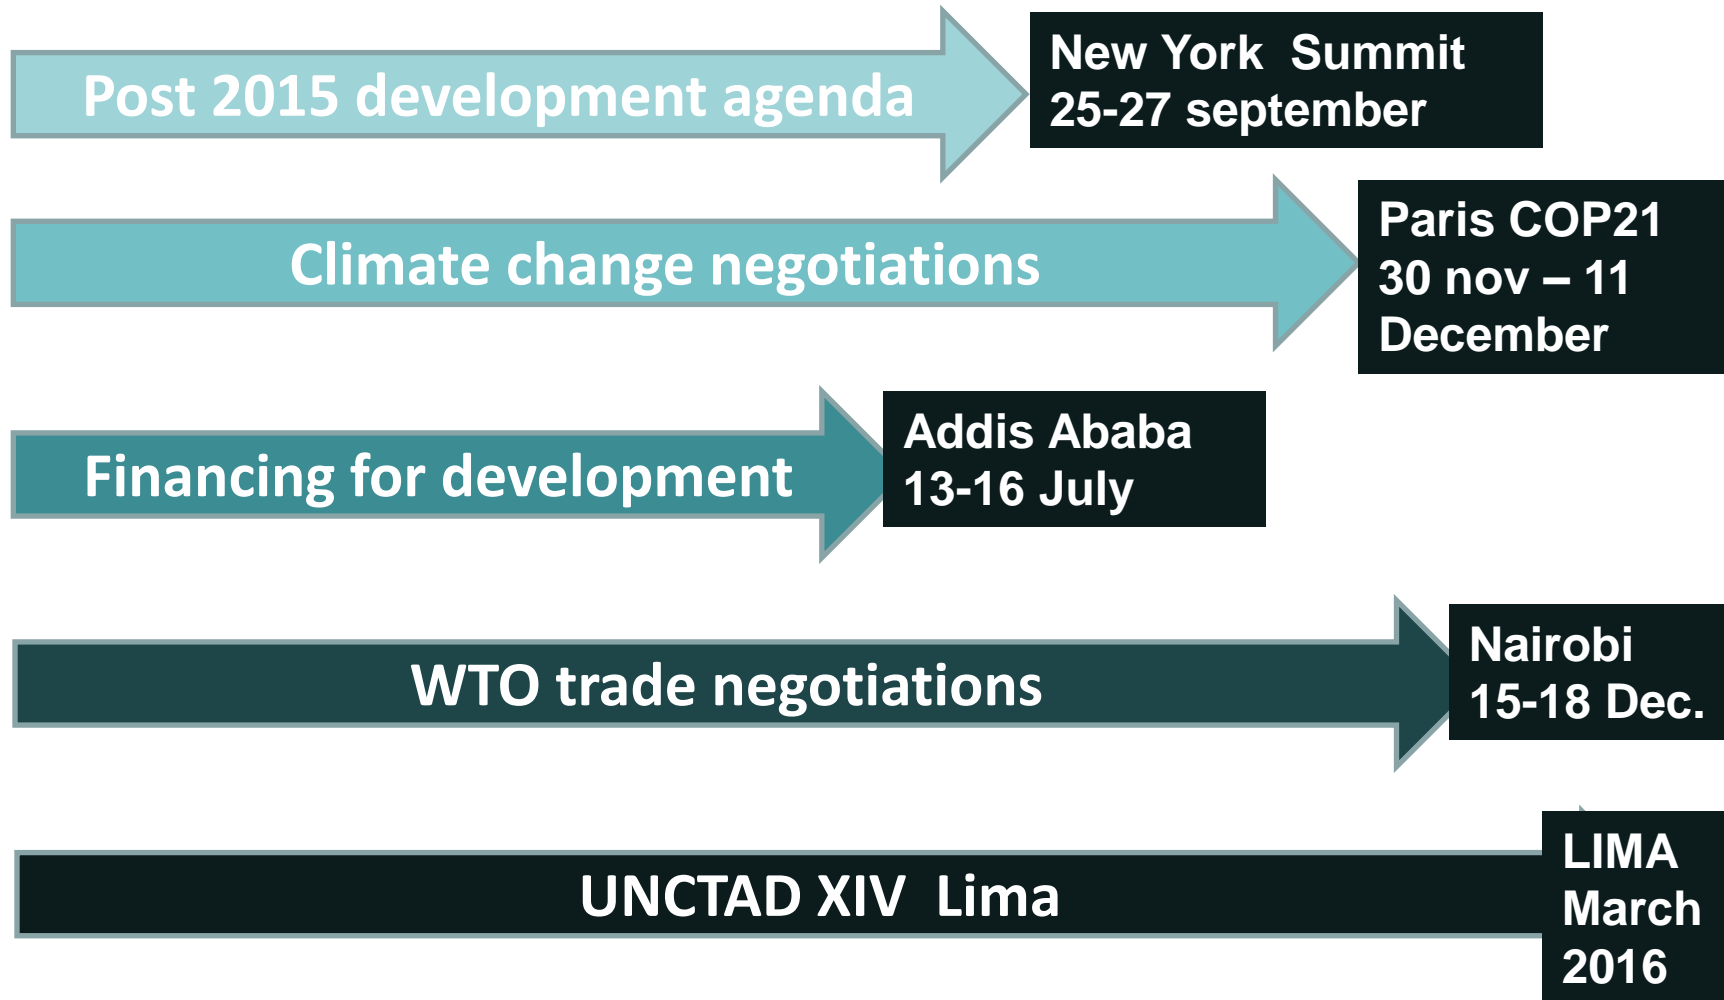 Post 2015 development agenda
New York  Summit
25-27 september
Climate change negotiations
Paris COP21
30 nov – 11
December
Financing for development
Addis Ababa
13-16 July
WTO trade negotiations
Nairobi
15-18 Dec.
UNCTAD XIV  Lima
LIMA
March
2016